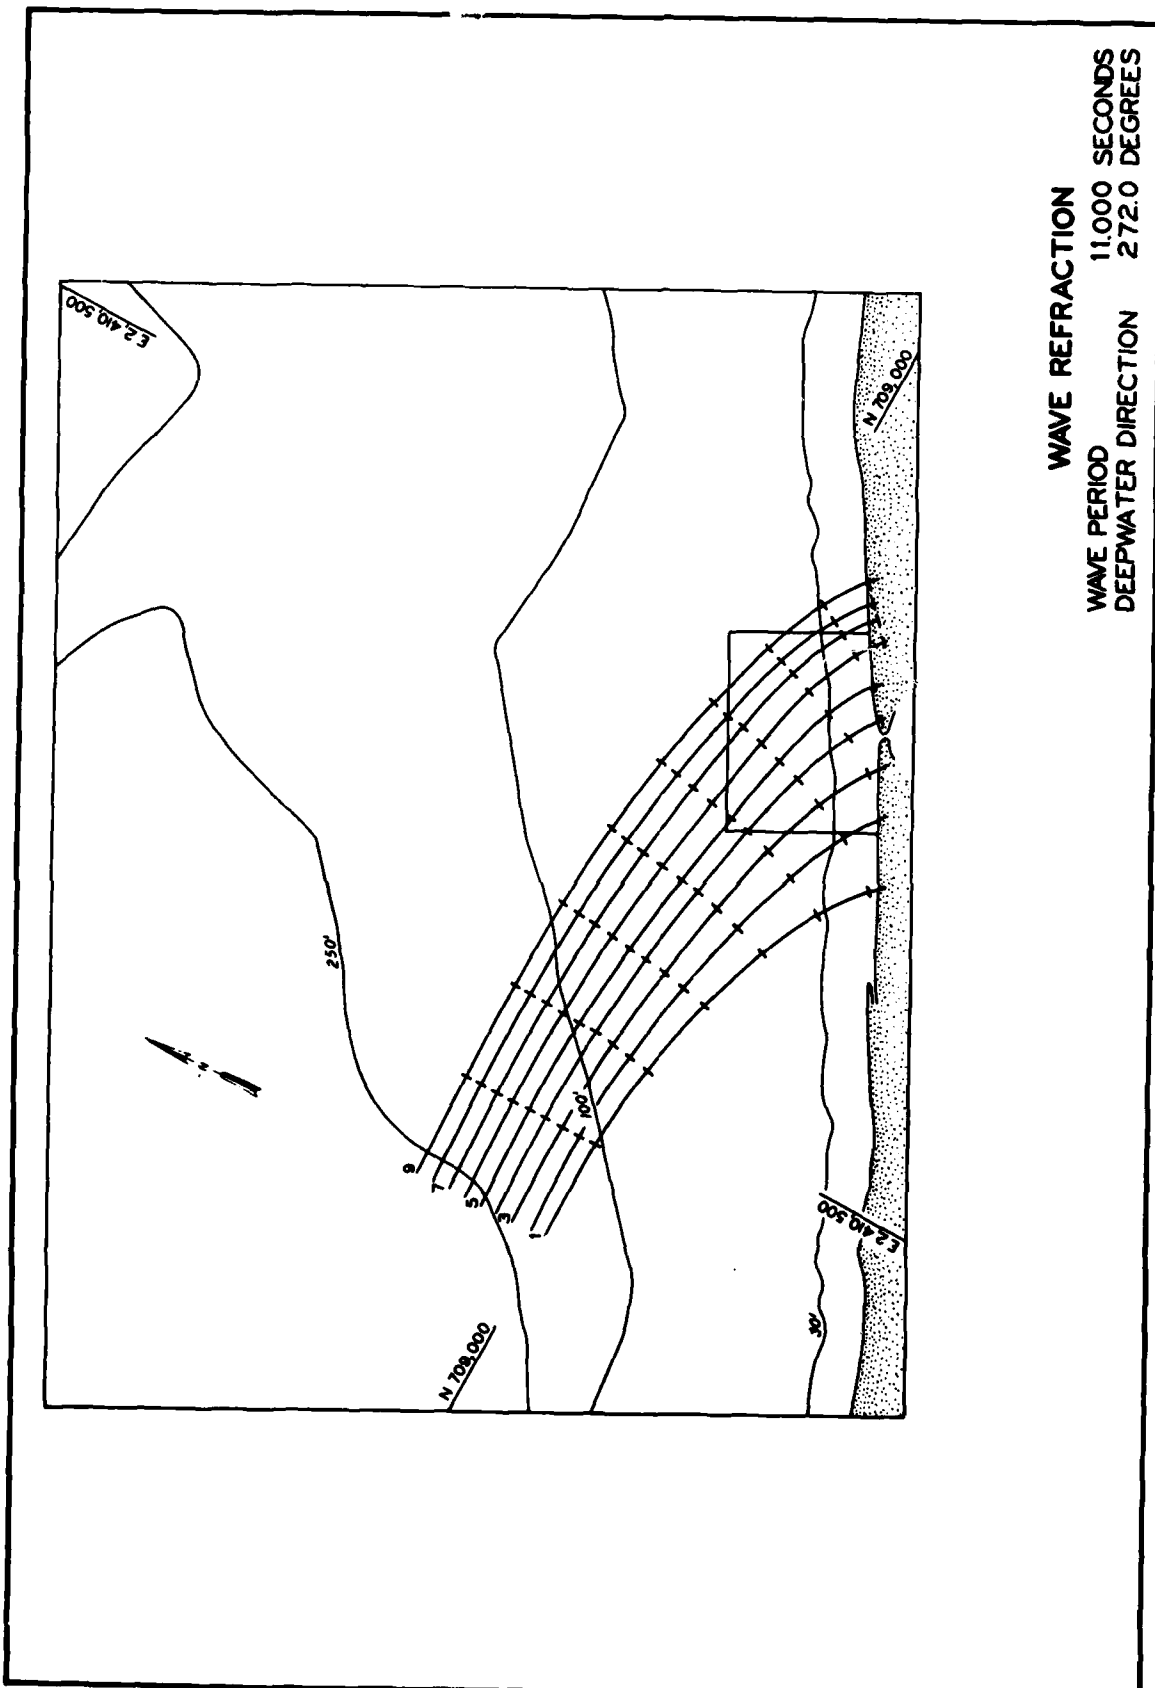 WAVE REFRACTION
WAVE PERIOD 11.000 SECONDS
DEEPWATER DIRECTION 272.0 DEGREES
E 2,410,500
N 709,000
250'
N
9
7
5
3
1
100'
N 709,000
E 2,410,500
30'